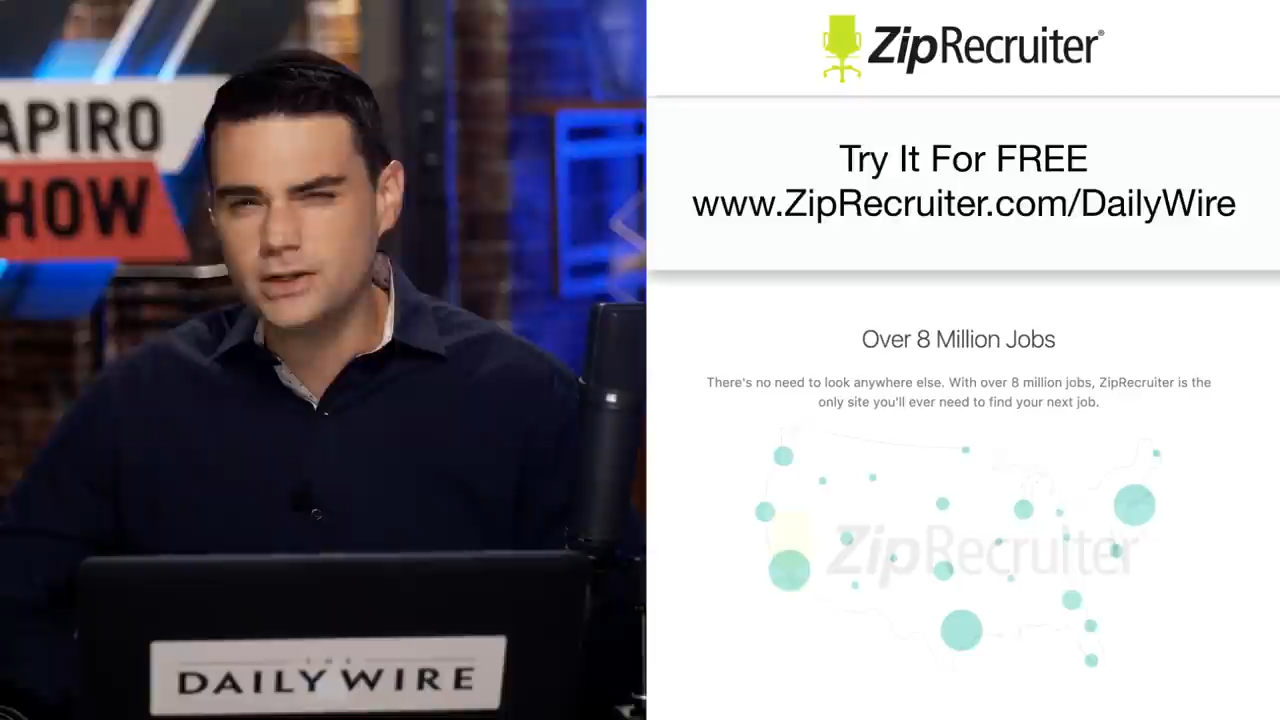 APIRO
HOW
THE
DAILY WIRE
ZipRecruiter®
Try It For FREE
www.ZipRecruiter.com/DailyWire
Over 8 Million Jobs
There's no need to look anywhere else. With over 8 million jobs, ZipRecruiter is the
only site you'll ever need to find your next job.
ZipRecruiter